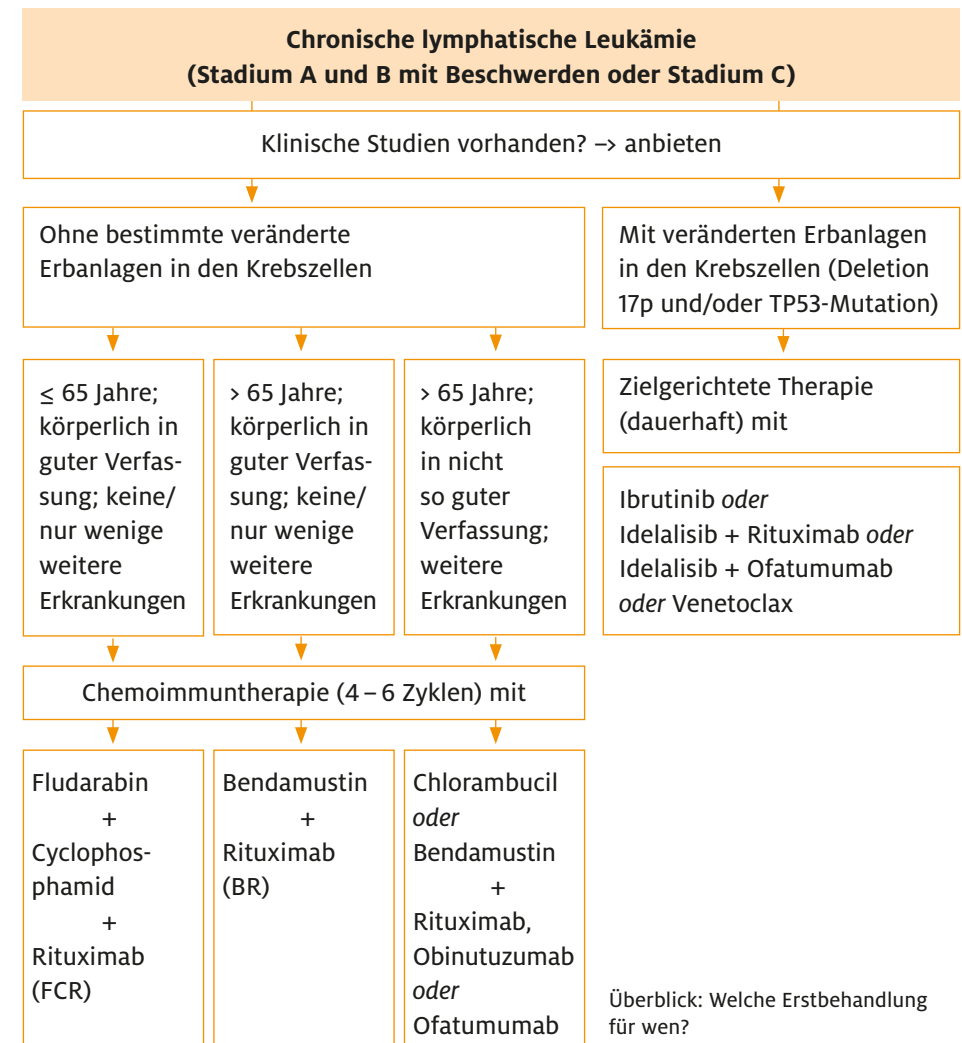 Chronische lymphatische Leukämie
(Stadium A und B mit Beschwerden oder Stadium C)
Klinische Studien vorhanden? –> anbieten
Ohne bestimmte veränderte
Erbanlagen in den Krebszellen
Mit veränderten Erbanlagen
in den Krebszellen (Deletion
17p und/oder TP53-Mutation)
≤ 65 Jahre;
körperlich in
guter Verfas-
sung; keine/
nur wenige
weitere
Erkrankungen
> 65 Jahre;
körperlich in
guter Verfas-
sung; keine/
nur wenige
weitere
Erkrankungen
> 65 Jahre;
körperlich
in nicht
so guter
Verfassung;
weitere
Erkrankungen
Zielgerichtete Therapie
(dauerhaft) mit
Ibrutinib oder
Idelalisib + Rituximab oder
Idelalisib + Ofatumumab
oder Venetoclax
Chemoimmuntherapie (4 – 6 Zyklen) mit
Fludarabin
+
Cyclophos-
phamid
+
Rituximab
(FCR)
Bendamustin
+
Rituximab
(BR)
Chlorambucil
oder
Bendamustin
+
Rituximab,
Obinutuzumab
oder
Ofatumumab
Überblick: Welche Erstbehandlung
für wen?